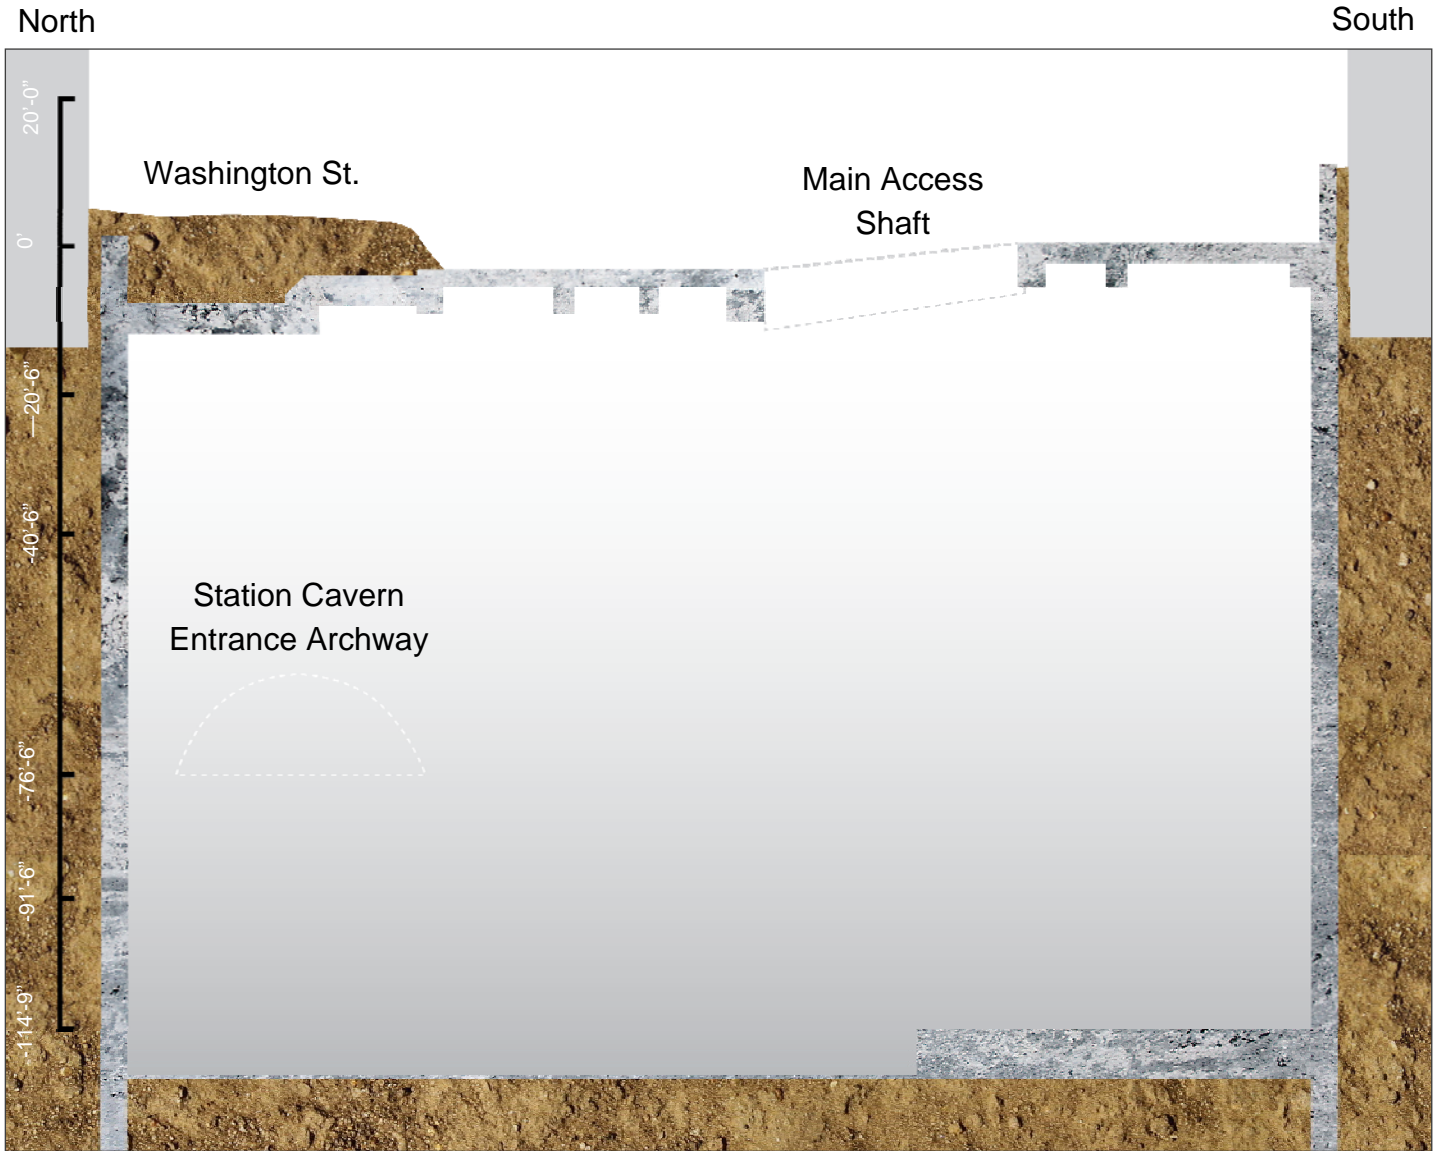 North
South
20’-0”
Washington St.
Main Access
Shaft
0’
—20’-6”
-40’-6”
Station Cavern
Entrance Archway
-76’-6”
-91’-6”
-114’-9”